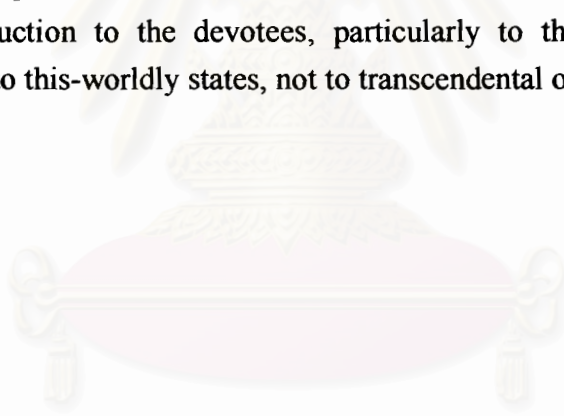 uction to the devotees, particularly to th
o this-worldly states, not to transcendental o